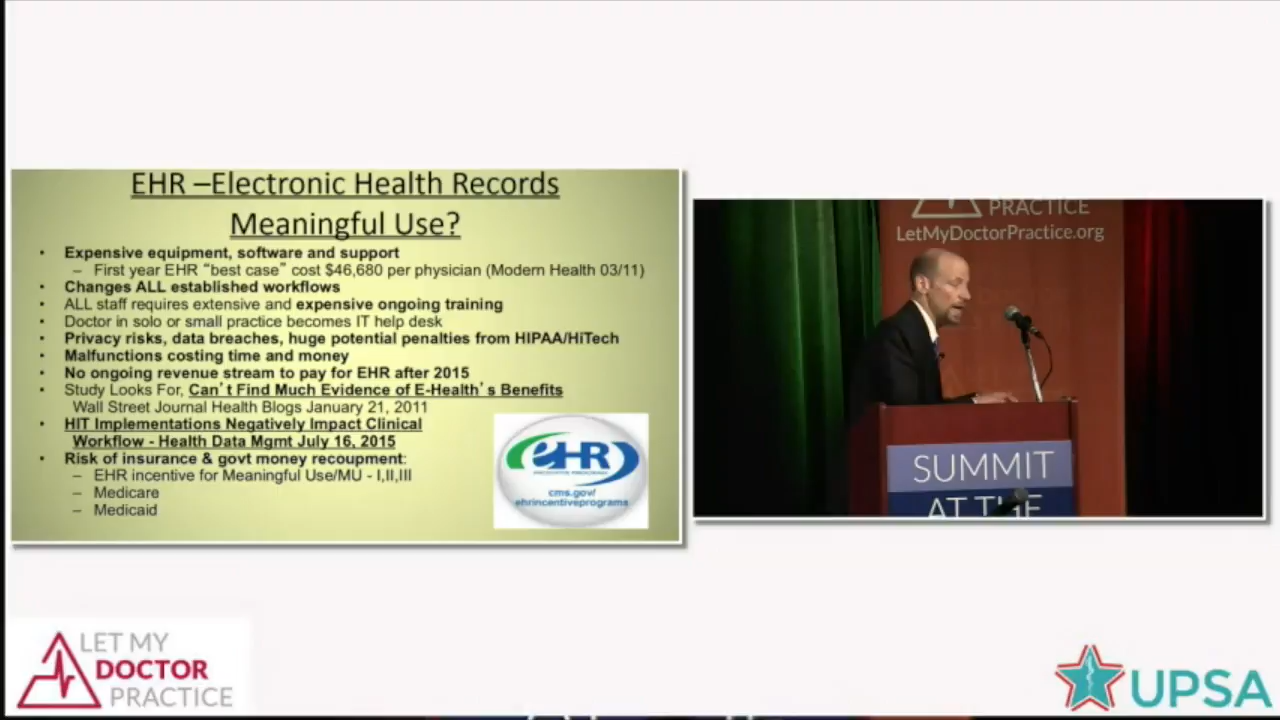 EHR –Electronic Health Records
Meaningful Use?
• Expensive equipment, software and support
– First year EHR “best case” cost $46,680 per physician (Modern Health 03/11)
• Changes ALL established workflows
• ALL staff requires extensive and expensive ongoing training
• Doctor in solo or small practice becomes IT help desk
• Privacy risks, data breaches, huge potential penalties from HIPAA/HiTech
• Malfunctions costing time and money
• No ongoing revenue stream to pay for EHR after 2015
• Study Looks For, Can't Find Much Evidence of E-Health's Benefits
Wall Street Journal Health Blogs January 21, 2011
• HIT Implementations Negatively Impact Clinical
Workflow - Health Data Mgmt July 16, 2015
• Risk of insurance & govt money recoupment:
– EHR incentive for Meaningful Use/MU - I,II,III
– Medicare
– Medicaid
eHR
cms.gov/
ehrincentiveprograms
PRACTICE
LetMyDoctorPractice.org
SUMMIT
AT THE
LET MY
DOCTOR
PRACTICE
UPSA